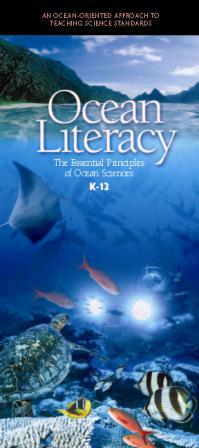 AN OCEAN-ORIENTED APPROACH TO
TEACHING SCIENCE STANDARDS
Ocean
Literacy
The Essential Principles
of Ocean Sciences
K-12